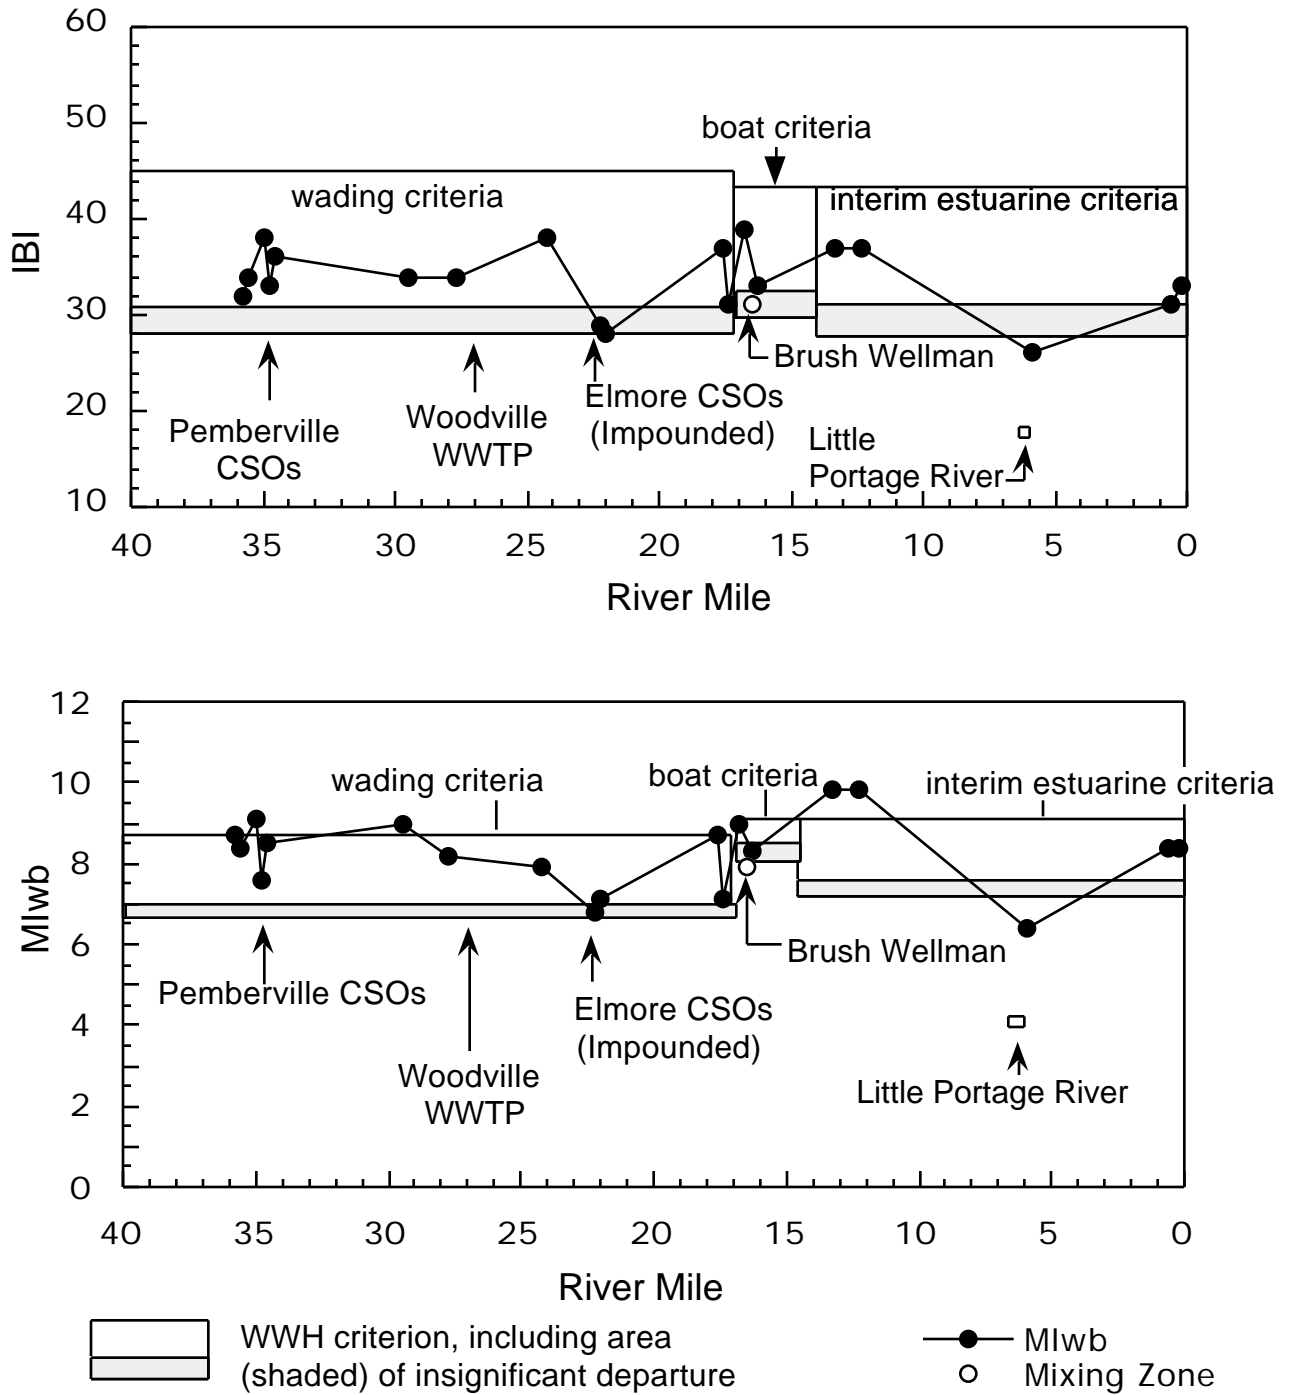 60
50
40
30
20
10
IBI
boat criteria
wading criteria
interim estuarine criteria
Brush Wellman
Pemberville
CSOs
Woodville
WWTP
Elmore CSOs
(Impounded)
Little
Portage River
40 35 30 25 20 15 10 5 0
River Mile
12
10
8
6
4
2
0
MIwb
wading criteria
boat criteria
interim estuarine criteria
Brush Wellman
Pemberville CSOs
Elmore CSOs
(Impounded)
Woodville
WWTP
Little Portage River
40 35 30 25 20 15 10 5 0
River Mile
WWH criterion, including area
(shaded) of insignificant departure
MIwb
Mixing Zone